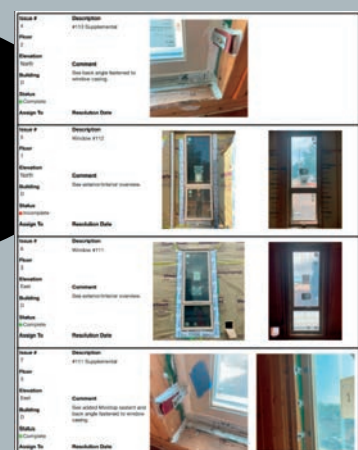 Issue # Description
4 #113 Supplemental
Floor
2
Elevation
North Comment
Building See back angle fastened to
D window casing.
Status
Complete
Assign To Resolution Date
Issue # Description
5 Window #112
Floor
Elevation
North Comment
Building See exterior/interior overview.
D
Status
Incomplete
Assign To Resolution Date
Issue # Description
6 Window #111
Floor
Elevation
East Comment
Building See exterior/interior overview.
D
Status
Complete
Assign To Resolution Date
Issue # Description
7 #111 Supplemental
Floor
Elevation
East Comment
Building See added Moistop sealant and
D back angle fastened to window
Status casing.
Complete
Assign To Resolution Date